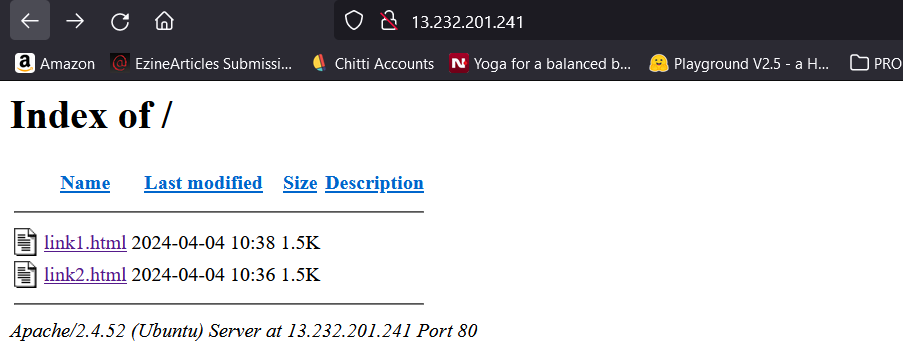 13.232.201.241
Amazon EzineArticles Submissi... Chitti Accounts Yoga for a balanced b... Playground V2.5 - a H... PRO
Index of /
Name Last modified Size Description
link1.html 2024-04-04 10:38 1.5K
link2.html 2024-04-04 10:36 1.5K
Apache/2.4.52 (Ubuntu) Server at 13.232.201.241 Port 80